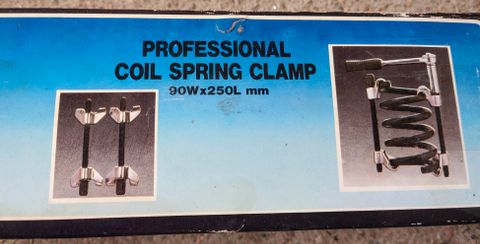 PROFESSIONAL
COIL SPRING CLAMP
90Wx250L mm